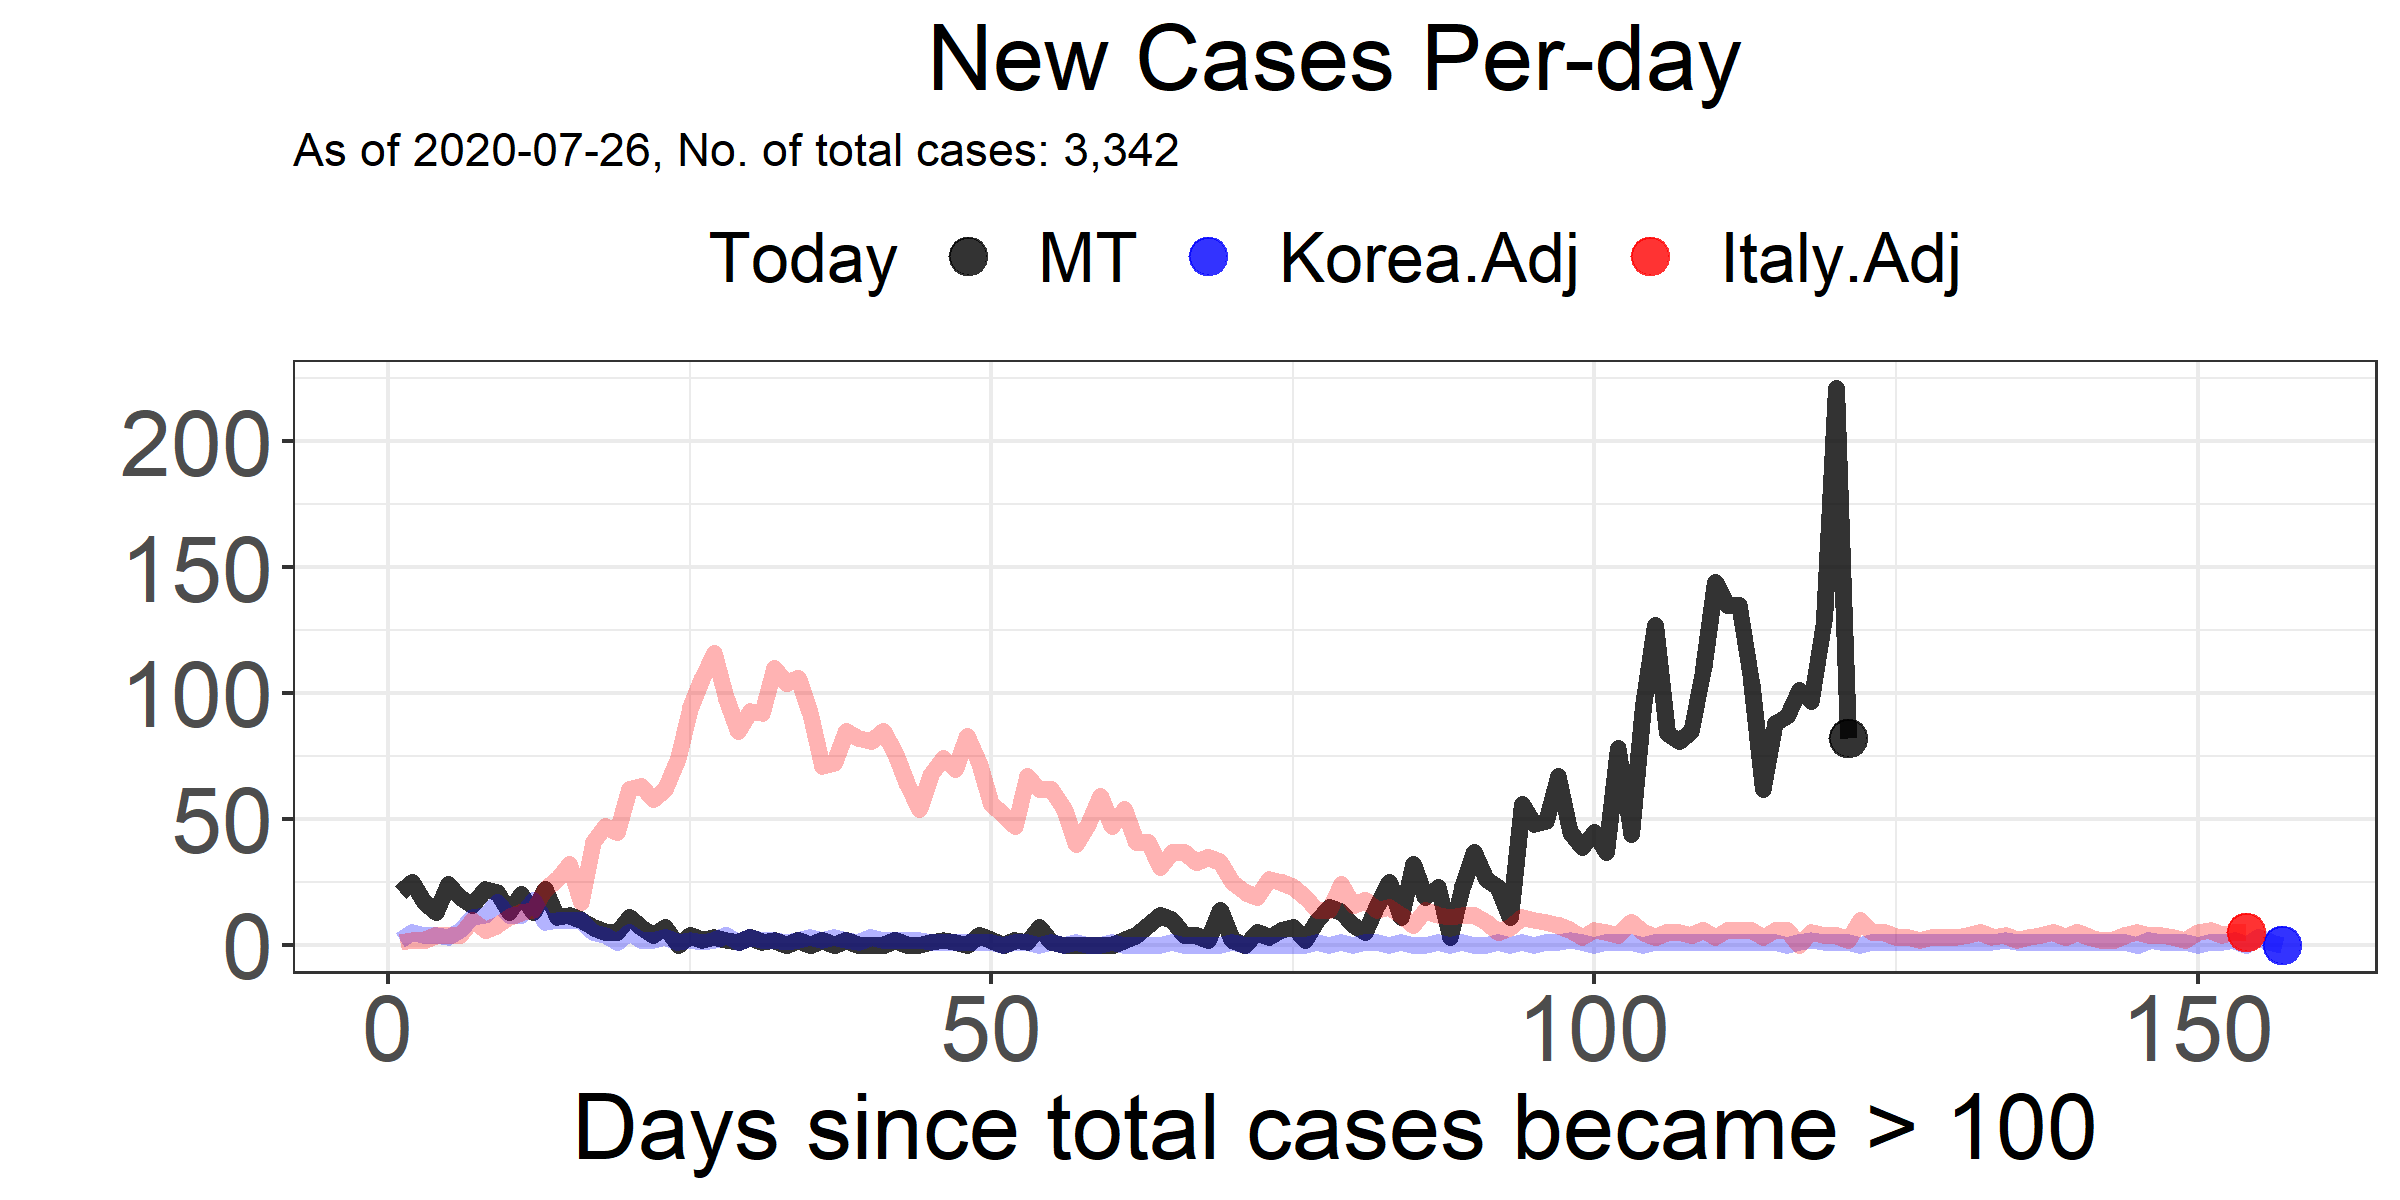 New Cases Per-day
As of 2020-07-26, No. of total cases: 3,342
Today MT Korea.Adj Italy.Adj
200
150
100
50
0
0 50 100 150
Days since total cases became > 100